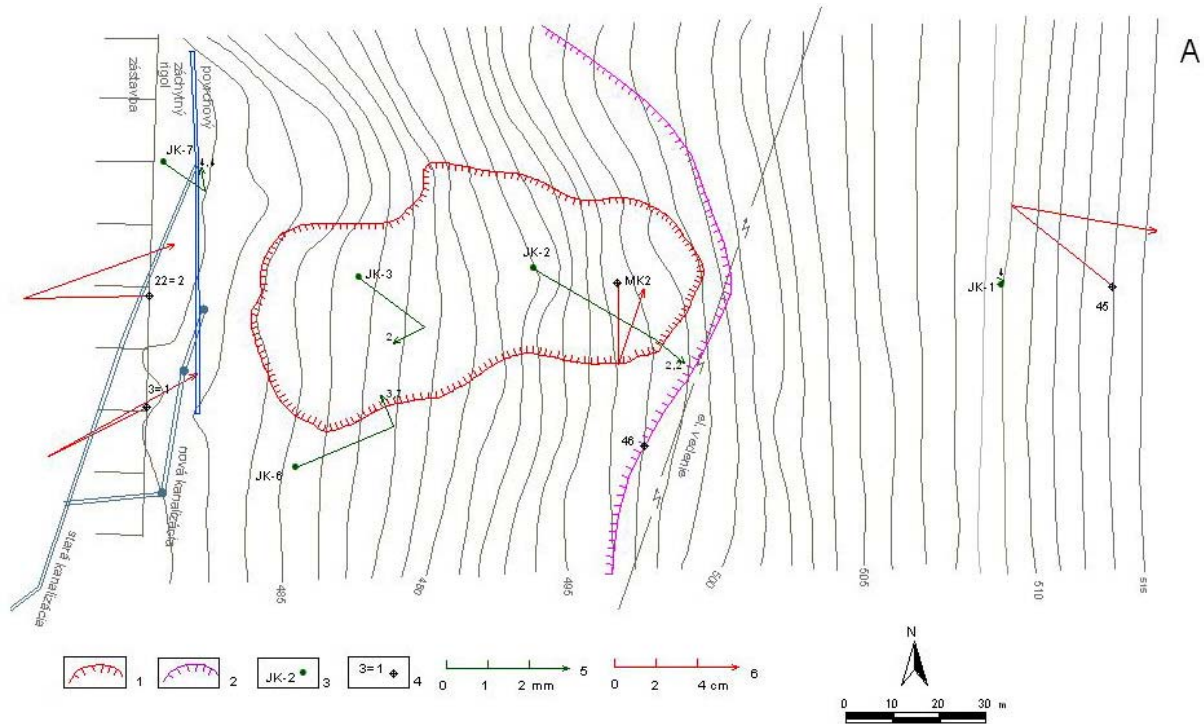 A
zástavba
záchytný
rigol
povrchový
JK-7
JK-2
JK-3
MK2
22=2
JK-1
45
2
2,2
3=1
3,7
46
el. vedenie
JK-6
nová kanalizácia
stará kanalizácia
485
480
495
500
505
510
515
1
2
JK-2
3
3=1
4
0 1 2 mm
5
0 2 4 cm
6
N
0 10 20 30 m